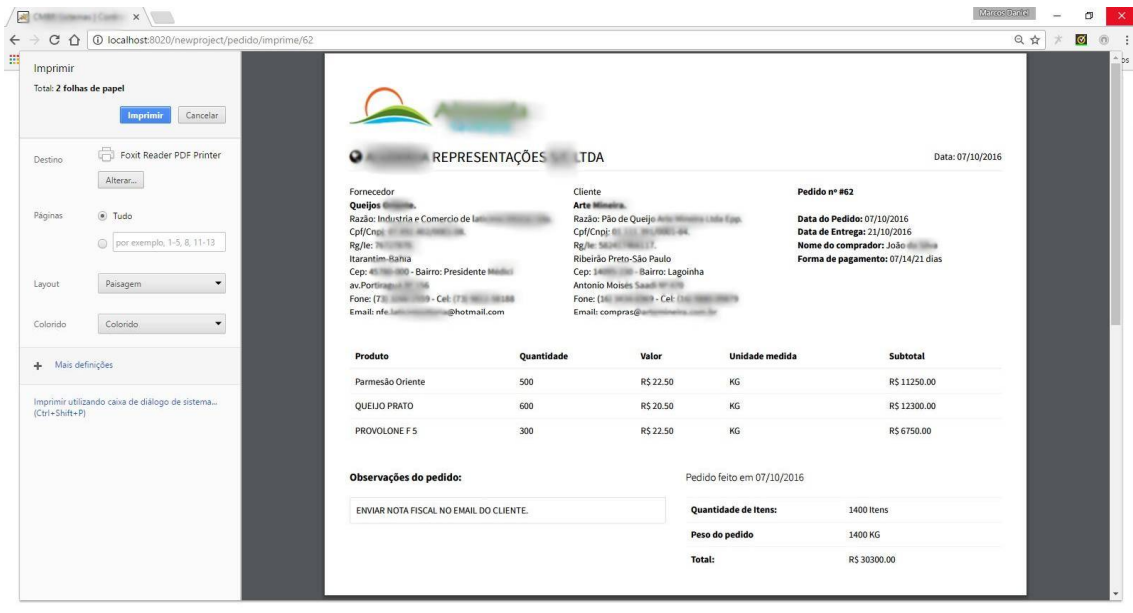 Marcos Daniel
localhost:8020/newproject/pedido/imprime/62
Imprimir
Total: 2 folhas de papel
Imprimir
Cancelar
Destino
Foxit Reader PDF Printer
Alterar...
Páginas
Tudo
por exemplo, 1-5, 8, 11-13
Layout
Paisagem
Colorido
Colorido
Mais definições
Imprimir utilizando caixa de diálogo de sistema...
(Ctrl+Shift+P)
REPRESENTAÇÕES LTDA
Data: 07/10/2016
Fornecedor
Queijos
Razão: Industria e Comercio de
Cpf/Cnpj:
Rg/Ie:
Itarantim-Bahia
Cep: - Bairro: Presidente
Fone: - Cel:
Email: @hotmail.com
Cliente
Arte Mineira.
Razão: Pão de Queijo
Cpf/Cnpj:
Rg/Ie:
Ribeirão Preto-São Paulo
Cep: - Bairro: Lagoinha
Antonio Moises
Fone: - Cel:
Email: compras@
Pedido nº #62
Data do Pedido: 07/10/2016
Data de Entrega: 21/10/2016
Nome do comprador: João
Forma de pagamento: 07/14/21 dias
Produto Quantidade Valor Unidade medida Subtotal
Parmesão Oriente 500 R$ 22.50 KG R$ 11250.00
QUEIJO PRATO 600 R$ 20.50 KG R$ 12300.00
PROVOLONE F 5 300 R$ 22.50 KG R$ 6750.00
Observações do pedido:
ENVIAR NOTA FISCAL NO EMAIL DO CLIENTE.
Pedido feito em 07/10/2016
Quantidade de Itens: 1400 Itens
Peso do pedido 1400 KG
Total: R$ 30300.00